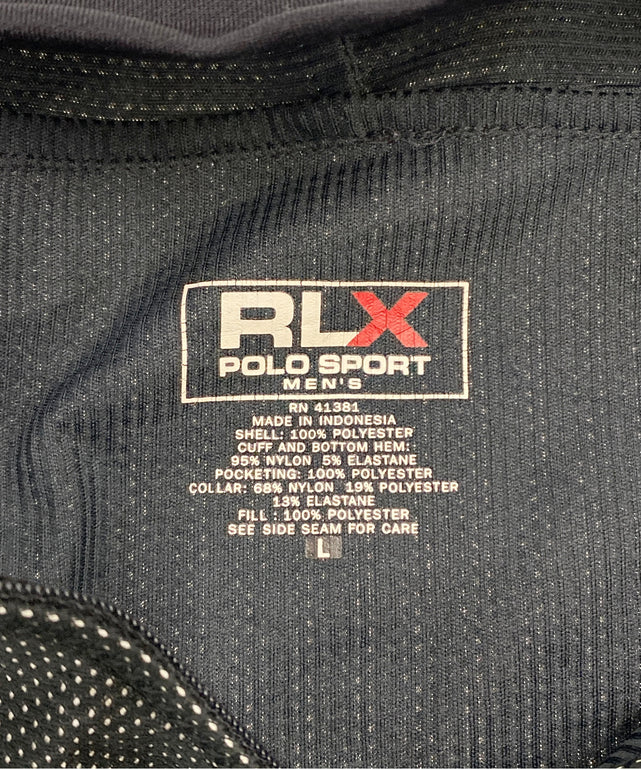 RLX
POLO SPORT
MEN'S
RN 41381
MADE IN INDONESIA
SHELL: 100% POLYESTER
CUFF AND BOTTOM HEM:
95% NYLON 5% ELASTANE
POCKETING: 100% POLYESTER
COLLAR: 68% NYLON 19% POLYESTER
13% ELASTANE
FILL : 100% POLYESTER
SEE SIDE SEAM FOR CARE
L